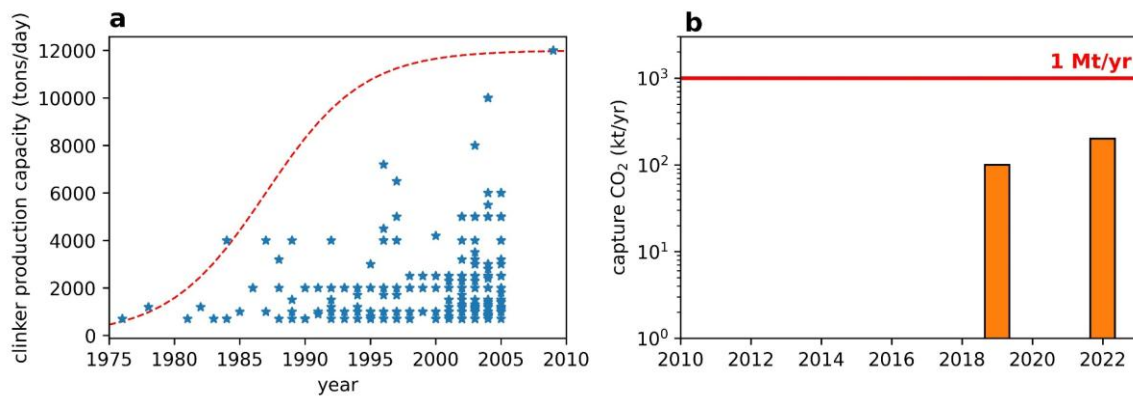 a
clinker production capacity (tons/day)
12000
10000
8000
6000
4000
2000
0
1975 1980 1985 1990 1995 2000 2005 2010
year
b
1 Mt/yr
capture CO₂ (kt/yr)
10³
10²
10¹
10⁰
2010 2012 2014 2016 2018 2020 2022